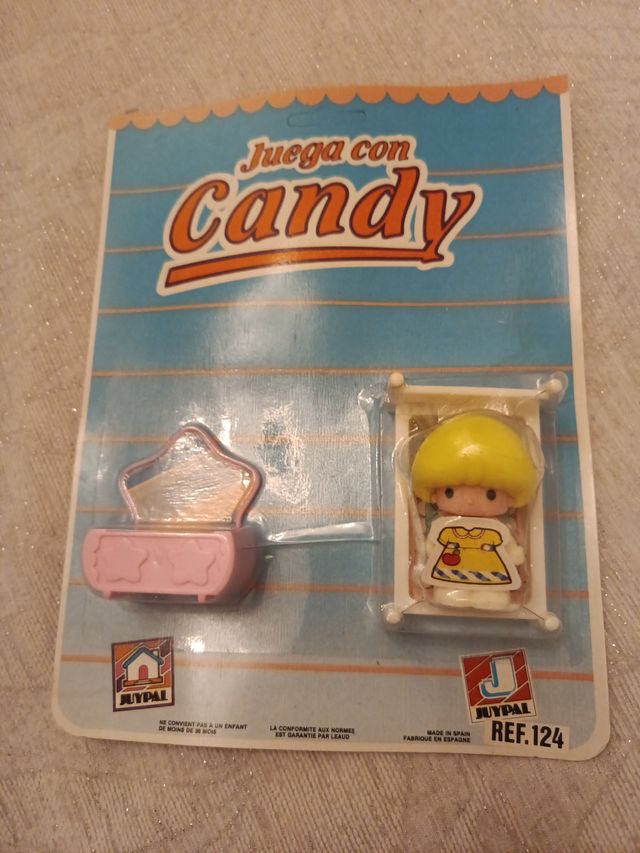 Juega con
Candy
JUYPAL
J
JUYPAL
NE CONVIENT PAS À UN ENFANT
DE MOINS DE 36 MOIS
LA CONFORMITE AUX NORMES
EST GARANTIE PAR LEAUD
MADE IN SPAIN
FABRIQUE EN ESPAGNE
REF.124